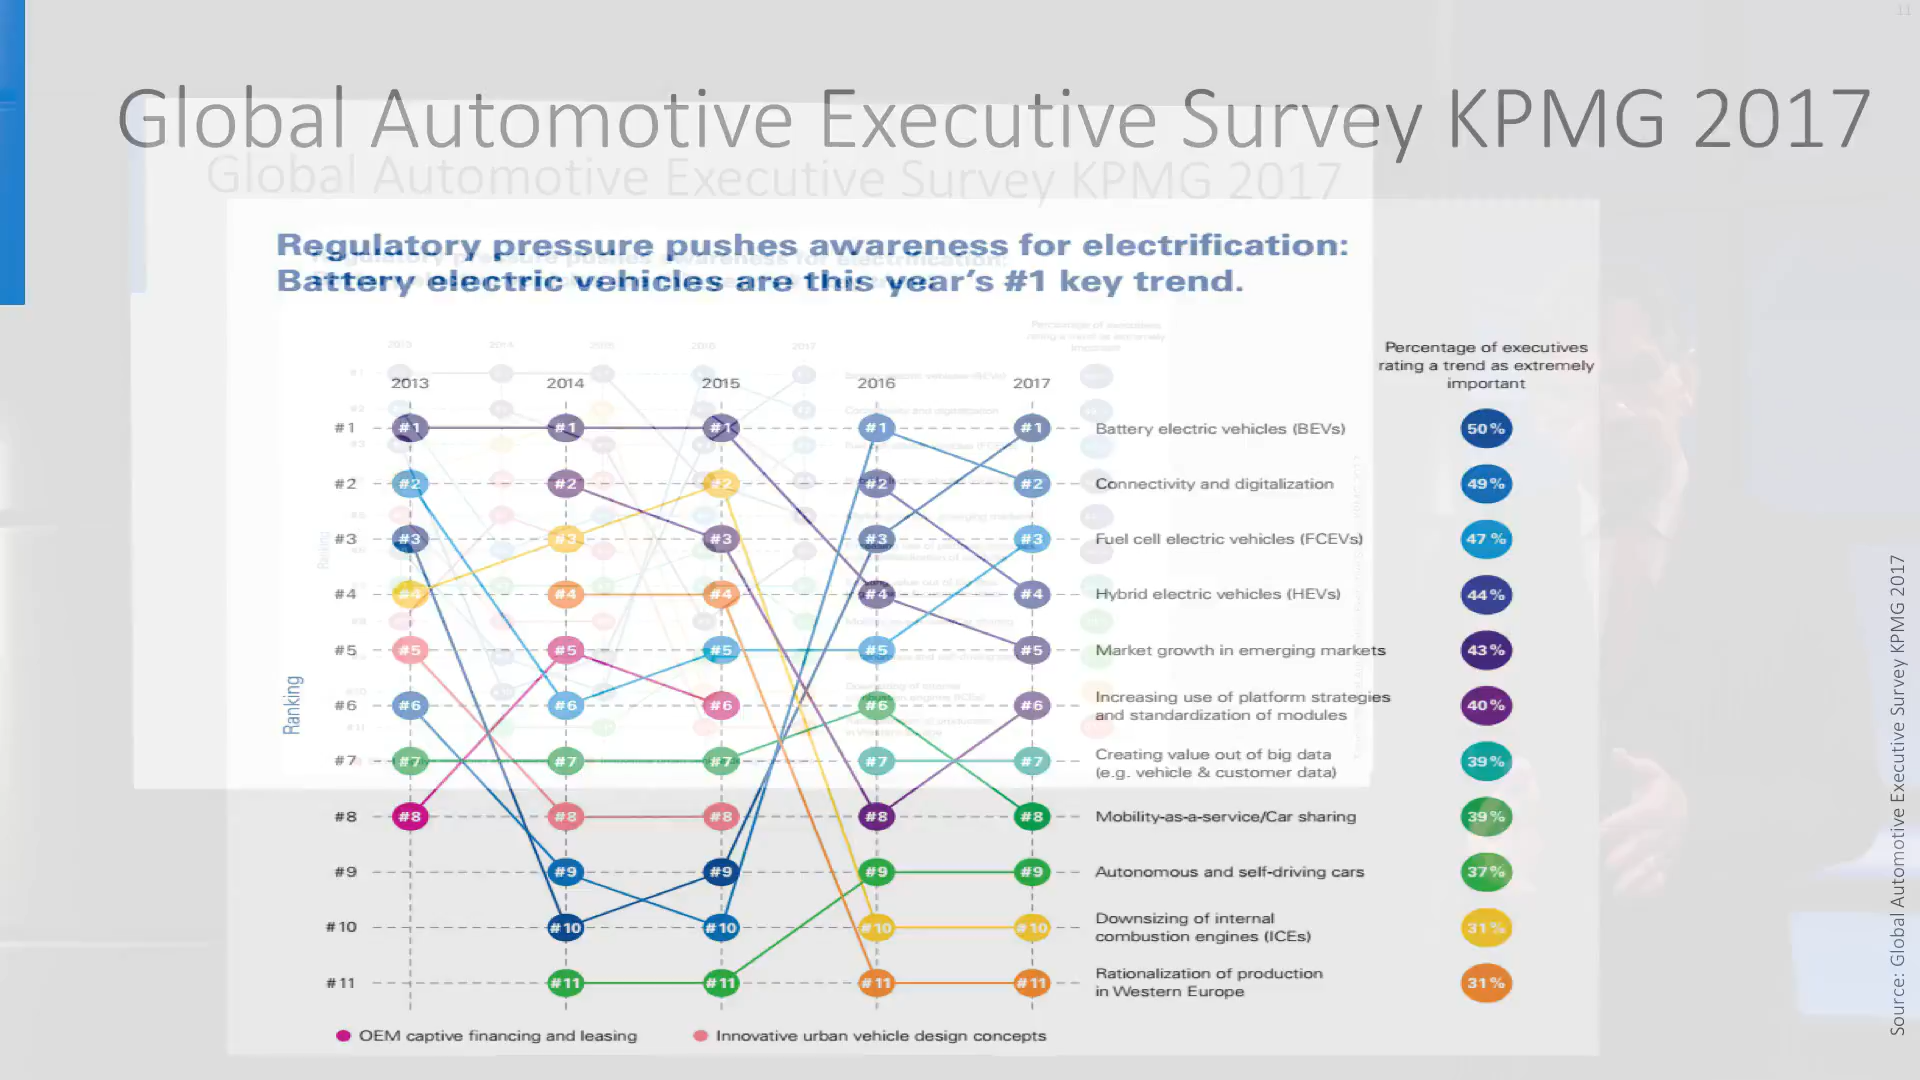 11
Global Automotive Executive Survey KPMG 2017
Global Automotive Executive Survey KPMG 2017
Regulatory pressure pushes awareness for electrification:
Battery electric vehicles are this year's #1 key trend.
Percentage of executives
rating a trend as extremely
important
2013 2014 2015 2016 2017
#1 #1 #1 #1 #1 #1 Battery electric vehicles (BEVs) 50%
#2 #2 #2 #2 #2 #2 Connectivity and digitalization 49%
#3 #3 #3 #3 #3 #3 Fuel cell electric vehicles (FCEVs) 47%
#4 #4 #4 #4 #4 #4 Hybrid electric vehicles (HEVs) 44%
#5 #5 #5 #5 #5 #5 Market growth in emerging markets 43%
#6 #6 #6 #6 #6 #6 Increasing use of platform strategies
and standardization of modules 40%
#7 #7 #7 #7 #7 #7 Creating value out of big data
(e.g. vehicle & customer data) 39%
#8 #8 #8 #8 #8 #8 Mobility-as-a-service/Car sharing 39%
#9 #9 #9 #9 #9 Autonomous and self-driving cars 37%
#10 #10 #10 #10 #10 Downsizing of internal
combustion engines (ICEs) 31%
#11 #11 #11 #11 #11 Rationalization of production
in Western Europe 31%
Ranking
OEM captive financing and leasing
Innovative urban vehicle design concepts
Source: Global Automotive Executive Survey KPMG 2017